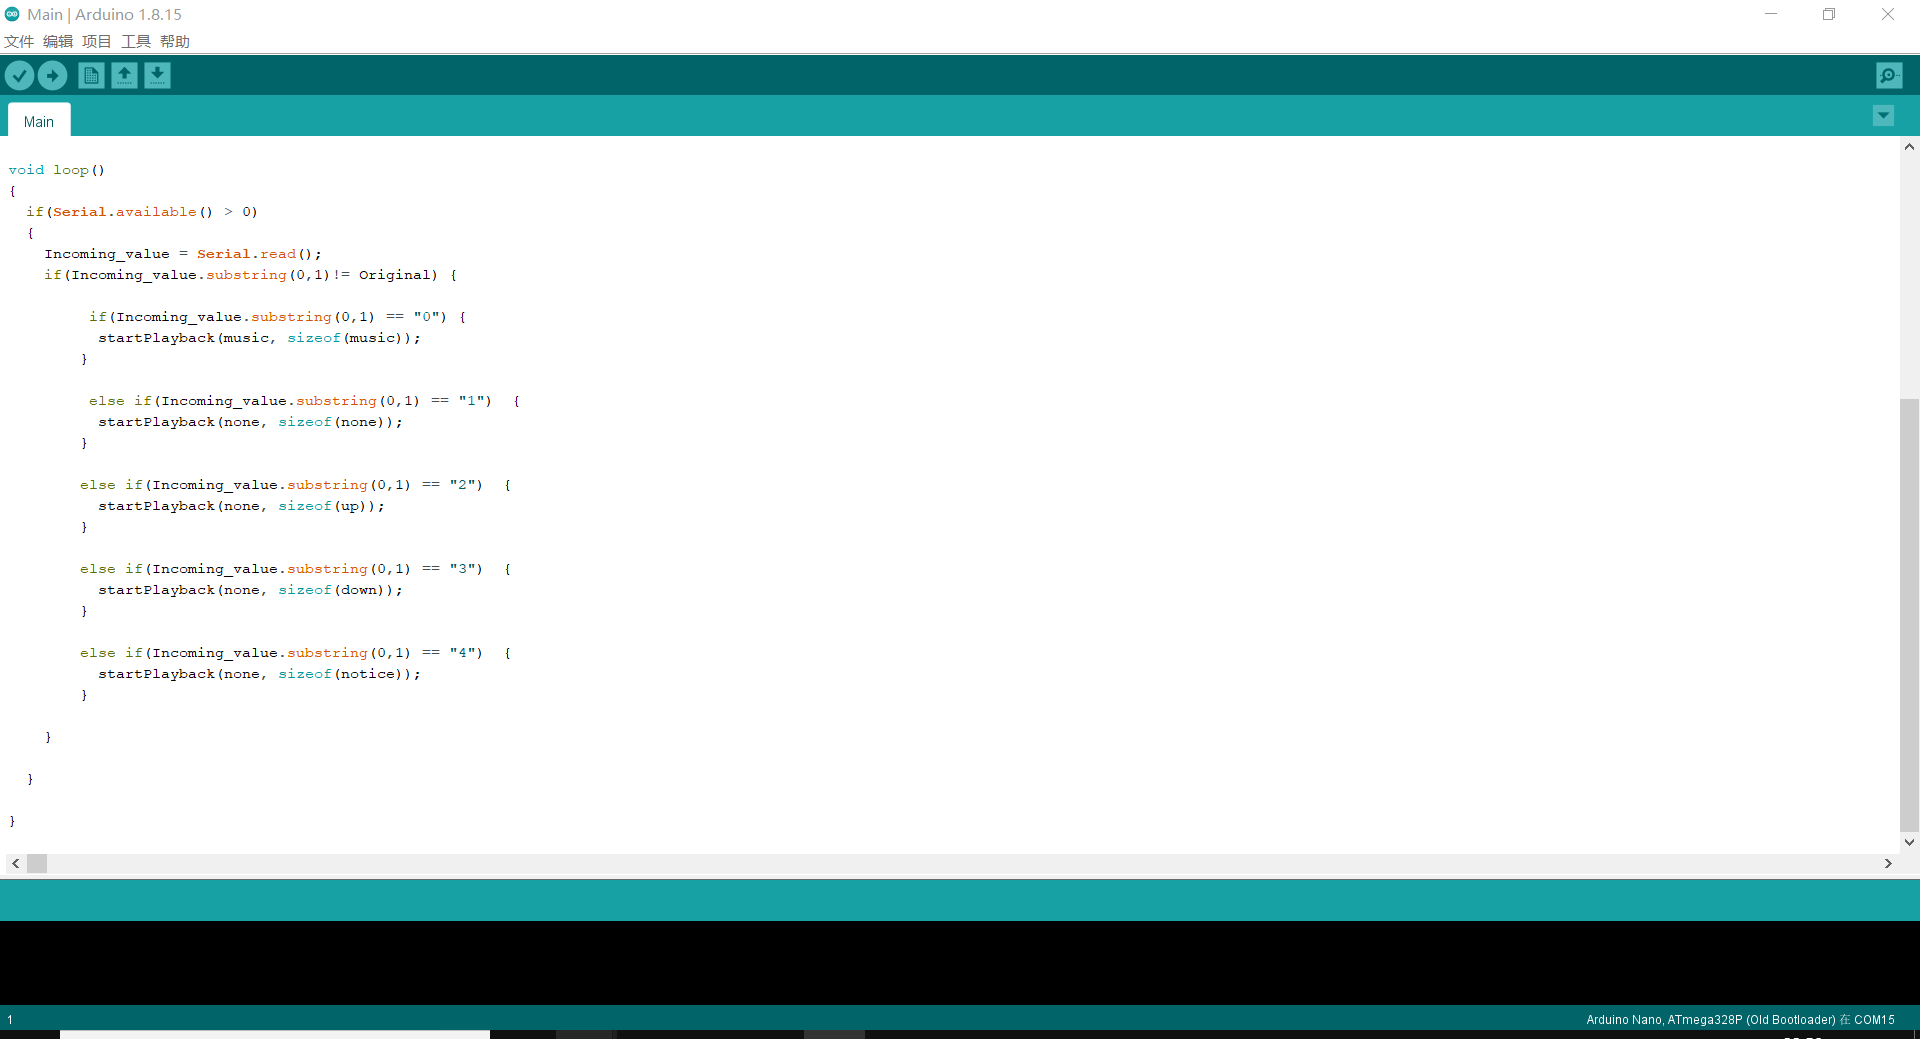 Main | Arduino 1.8.15
文件 编辑 项目 工具 帮助
Main
void loop()
{
if(Serial.available() > 0)
{
Incoming_value = Serial.read();
if(Incoming_value.substring(0,1)!= Original) {
if(Incoming_value.substring(0,1) == "0") {
startPlayback(music, sizeof(music));
}
else if(Incoming_value.substring(0,1) == "1") {
startPlayback(none, sizeof(none));
}
else if(Incoming_value.substring(0,1) == "2") {
startPlayback(none, sizeof(up));
}
else if(Incoming_value.substring(0,1) == "3") {
startPlayback(none, sizeof(down));
}
else if(Incoming_value.substring(0,1) == "4") {
startPlayback(none, sizeof(notice));
}
}
}
}
1
Arduino Nano, ATmega328P (Old Bootloader) 在 COM15